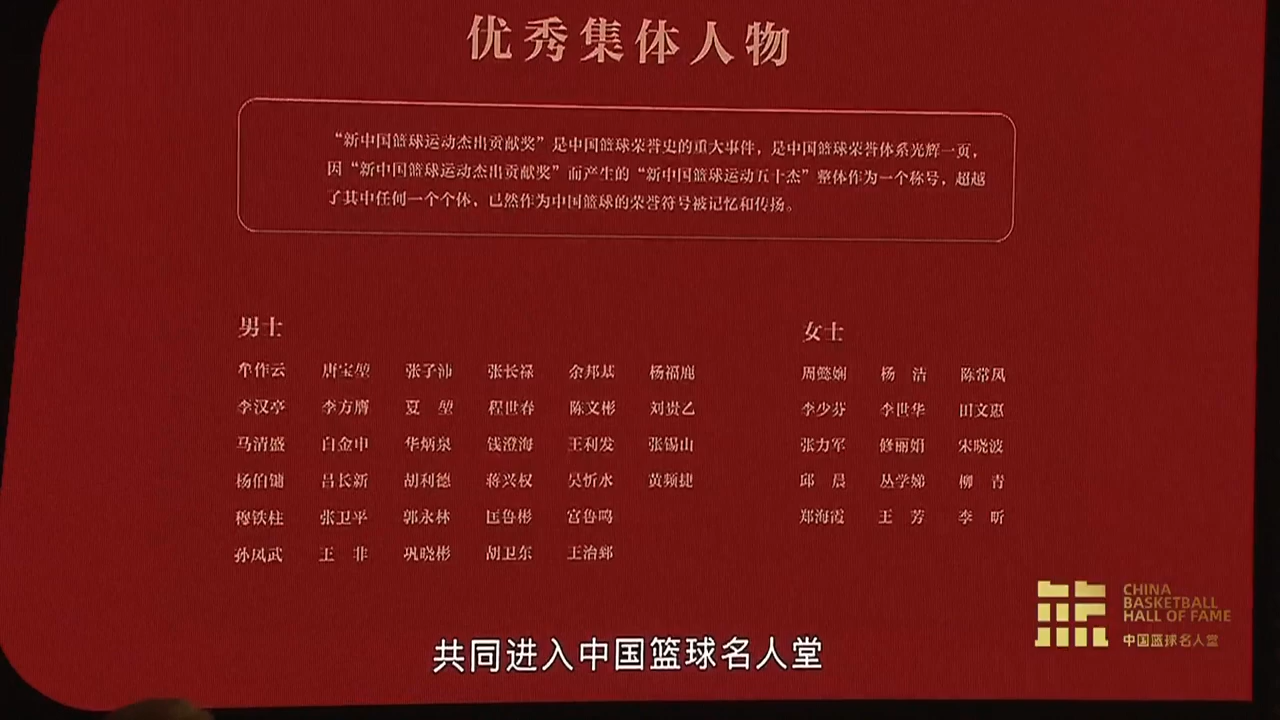 优秀集体人物
“新中国篮球运动杰出贡献奖”是中国篮球荣誉史的重大事件，是中国篮球荣誉体系光辉一页，
因“新中国篮球运动杰出贡献奖”而产生的“新中国篮球运动五十杰”整体作为一个称号，超越
了其中任何一个个体，已然作为中国篮球的荣誉符号被记忆和传扬。
男士
牟作云 唐宝堃 张子沛 张长禄 余邦基 杨福鹿
李汉亭 李方膺 夏 堃 程世春 陈文彬 刘贵乙
马清盛 白金申 华炳泉 钱澄海 王利发 张锡山
杨伯镛 吕长新 胡利德 蒋兴权 吴忻水 黄频捷
穆铁柱 张卫平 郭永林 匡鲁彬 宫鲁鸣
孙凤武 王 非 巩晓彬 胡卫东 王治郅
女士
周懿娴 杨 洁 陈常凤
李少芬 李世华 田文惠
张力军 修丽娟 宋晓波
邱 晨 丛学娣 柳 青
郑海霞 王 芳 李 昕
CHINA
BASKETBALL
HALL OF FAME
中国篮球名人堂
共同进入中国篮球名人堂